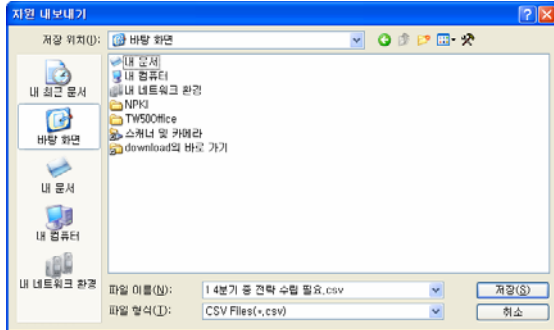 자원 내보내기
저장 위치(I): 바탕 화면
내 최근 문서
바탕 화면
내 문서
내 컴퓨터
내 네트워크 환경
내 문서
내 컴퓨터
내 네트워크 환경
NPKI
TW50Office
스캐너 및 카메라
download의 바로 가기
파일 이름(N): 1 4분기 중 전략 수립 필요.csv
저장(S)
파일 형식(T): CSV Files(*.csv)
취소